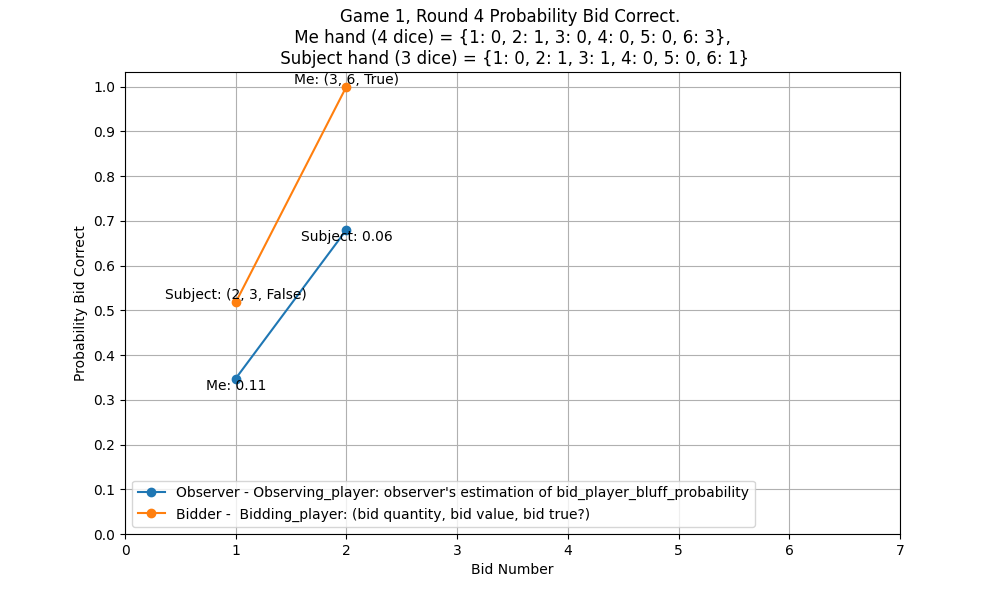 Game 1, Round 4 Probability Bid Correct.
Me hand (4 dice) = {1: 0, 2: 1, 3: 0, 4: 0, 5: 0, 6: 3},
Subject hand (3 dice) = {1: 0, 2: 1, 3: 1, 4: 0, 5: 0, 6: 1}
Me: (3, 6, True)
Subject: 0.06
Subject: (2, 3, False)
Me: 0.11
1.0
0.9
0.8
0.7
0.6
0.5
0.4
0.3
0.2
0.1
0.0
Probability Bid Correct
Observer - Observing_player: observer's estimation of bid_player_bluff_probability
Bidder -  Bidding_player: (bid quantity, bid value, bid true?)
0 1 2 3 4 5 6 7
Bid Number